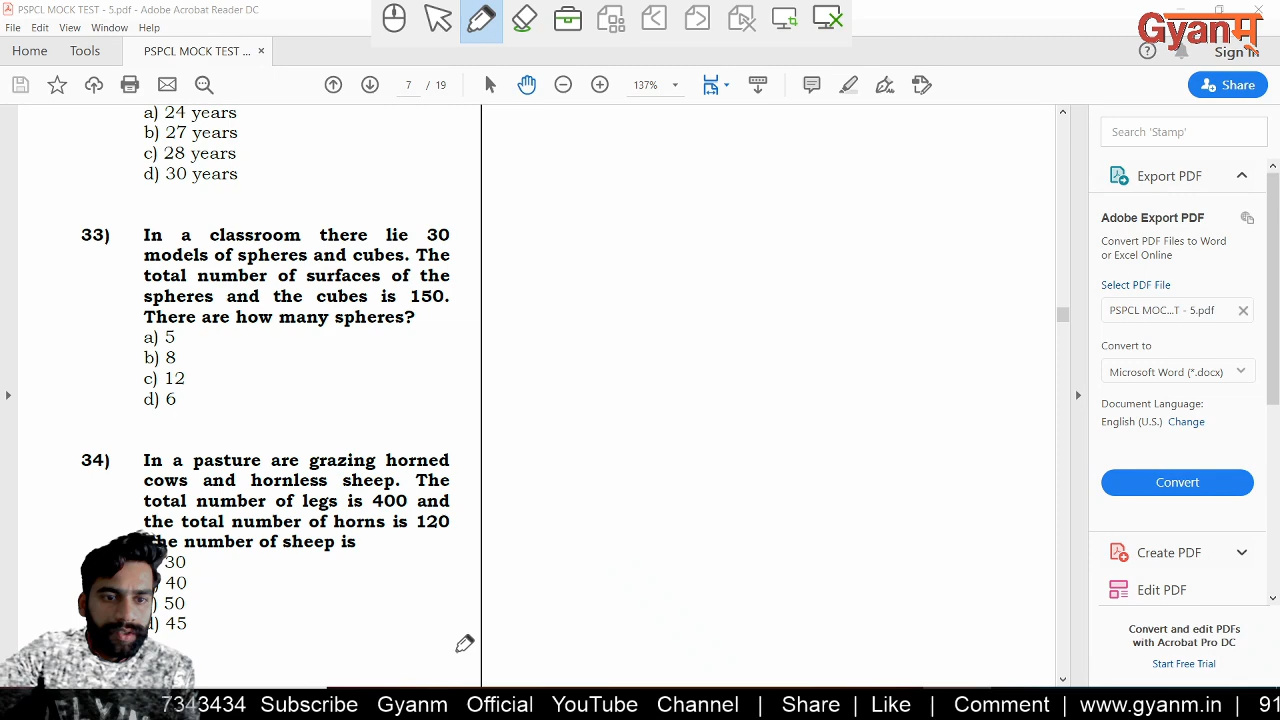 PSPCL MOCK TEST - 5.pdf - Adobe Acrobat Reader DC
File Edit View Window Help
Home Tools PSPCL MOCK TEST ... ×
Gyanम्
Sign In
7 / 19 137%
Share
a) 24 years
b) 27 years
c) 28 years
d) 30 years
33) In a classroom there lie 30
models of spheres and cubes. The
total number of surfaces of the
spheres and the cubes is 150.
There are how many spheres?
a) 5
b) 8
c) 12
d) 6
34) In a pasture are grazing horned
cows and hornless sheep. The
total number of legs is 400 and
the total number of horns is 120
the number of sheep is
30
40
) 50
d) 45
Search 'Stamp'
Export PDF
Adobe Export PDF
Convert PDF Files to Word
or Excel Online
Select PDF File
PSPCL MOC...T - 5.pdf
Convert to
Microsoft Word (*.docx)
Document Language:
English (U.S.) Change
Convert
Create PDF
Edit PDF
Convert and edit PDFs
with Acrobat Pro DC
Start Free Trial
7343434 Subscribe Gyanm Official YouTube Channel | Share | Like | Comment | www.gyanm.in | 91